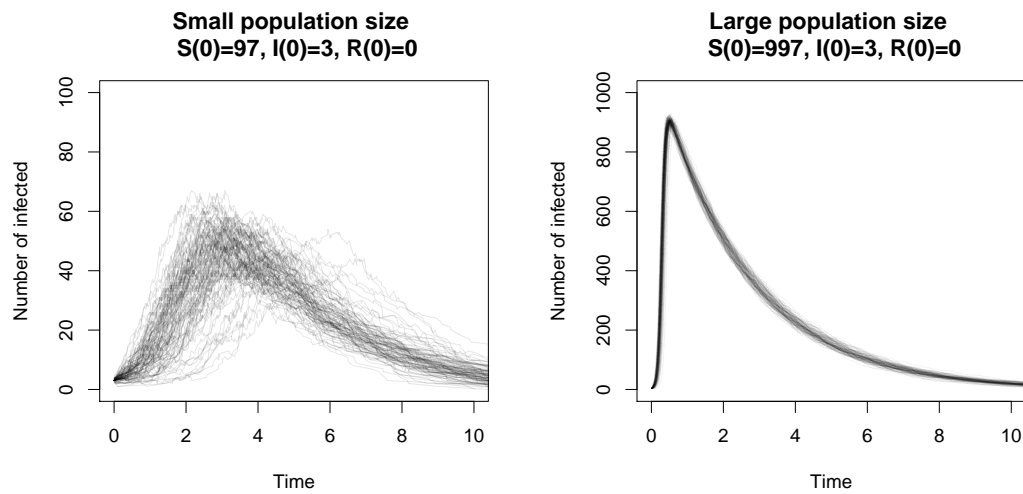 Small population size
S(0)=97, I(0)=3, R(0)=0
Number of infected
100
80
60
40
20
0
0 2 4 6 8 10
Time
Large population size
S(0)=997, I(0)=3, R(0)=0
Number of infected
1000
800
600
400
200
0
0 2 4 6 8 10
Time